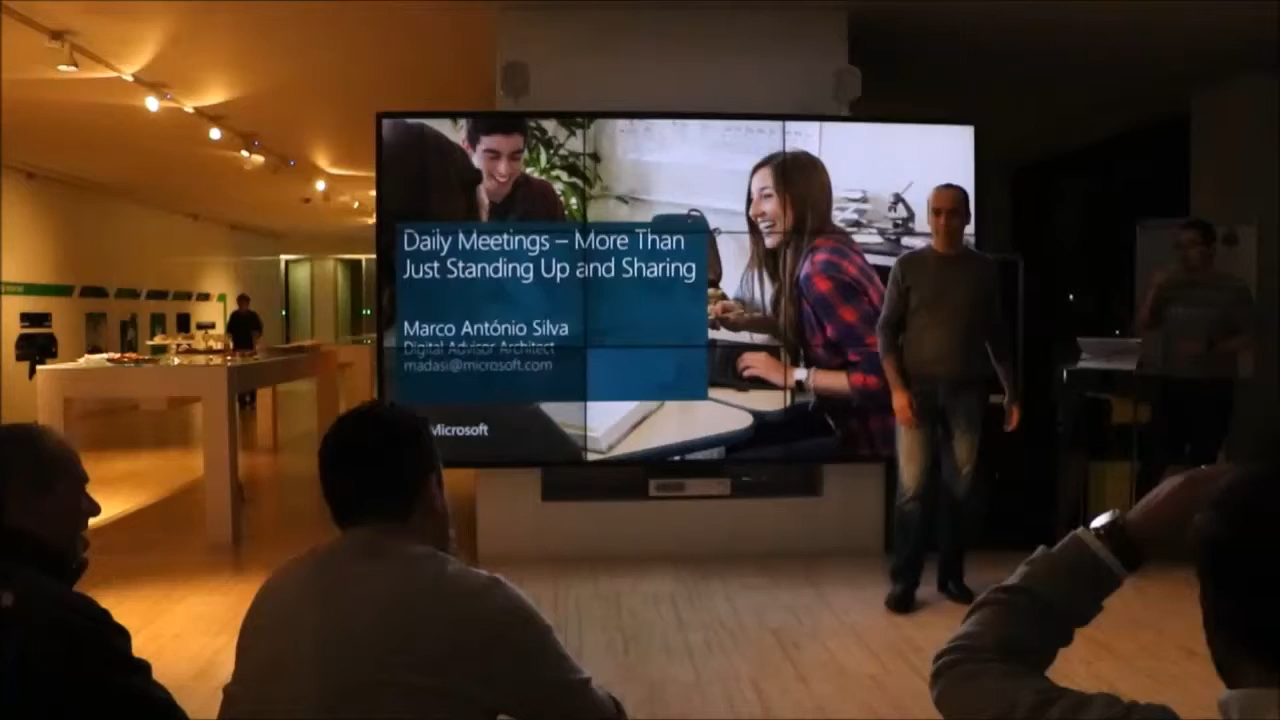 Daily Meetings – More Than
Just Standing Up and Sharing
Marco António Silva
Digital Advisor Architect
madasi@microsoft.com
Microsoft